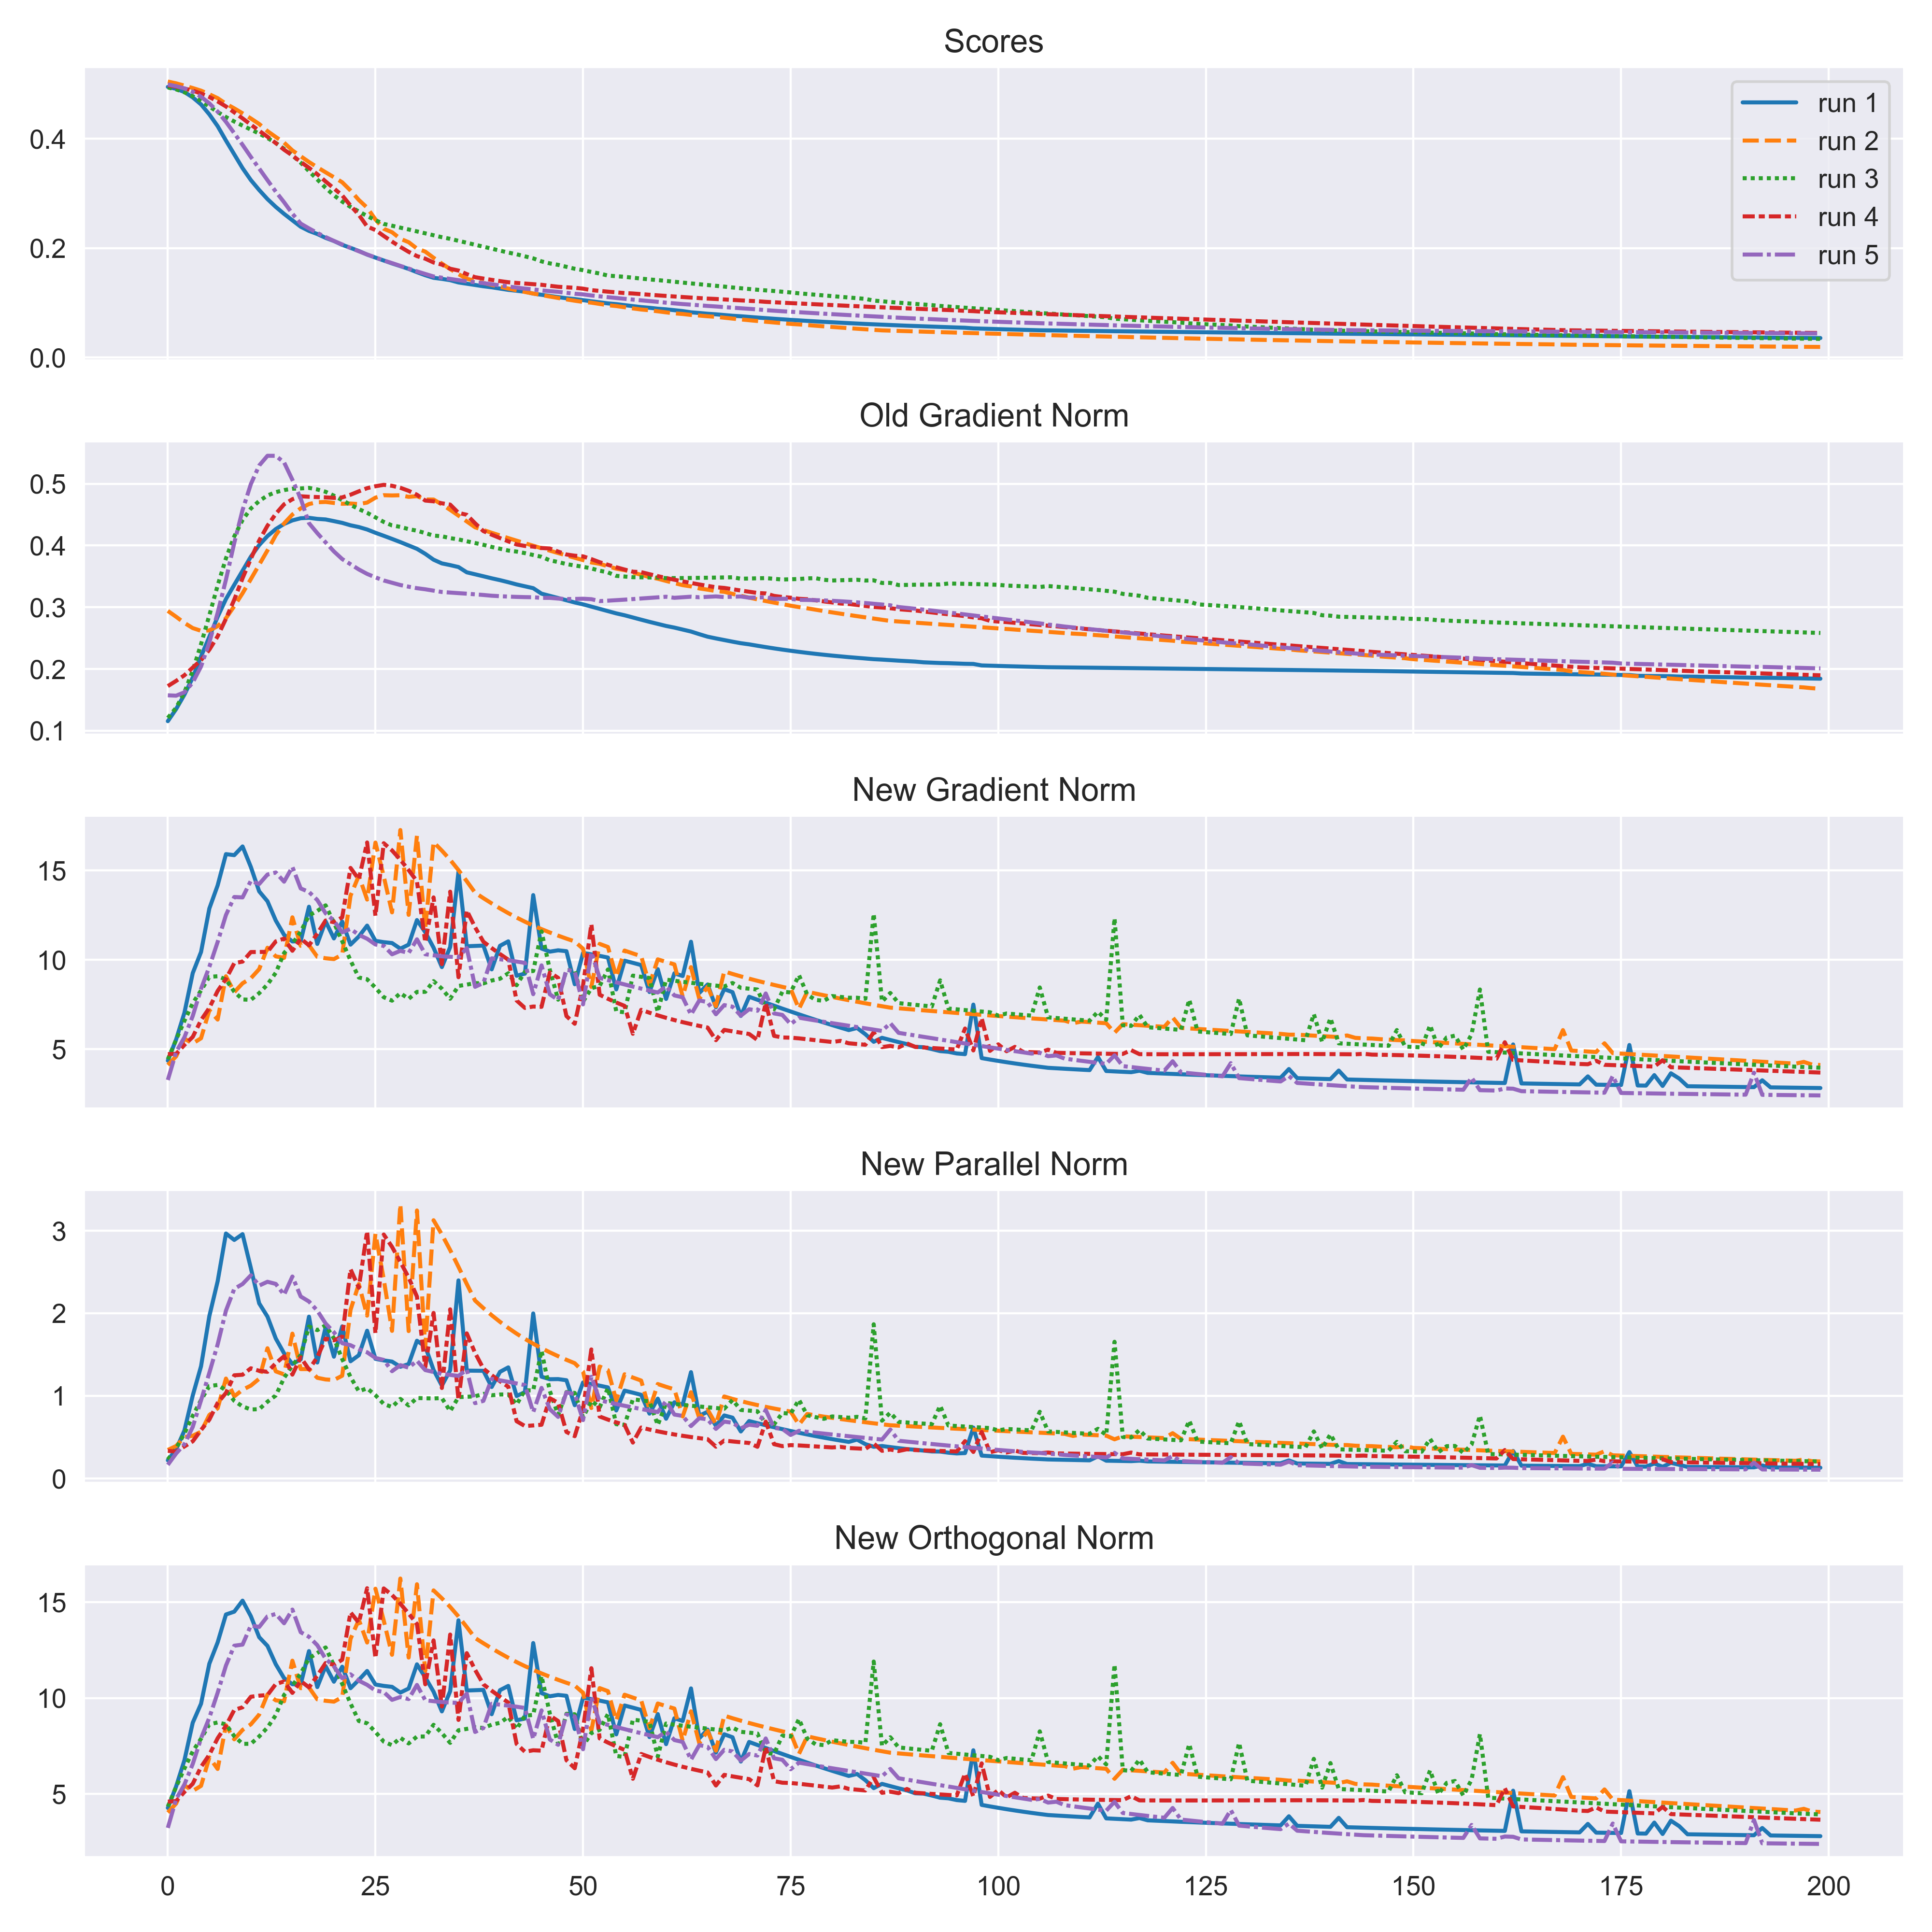 Scores
0.4
0.2
0.0
run 1
run 2
run 3
run 4
run 5
Old Gradient Norm
0.5
0.4
0.3
0.2
0.1
New Gradient Norm
15
10
5
New Parallel Norm
3
2
1
0
New Orthogonal Norm
15
10
5
0 25 50 75 100 125 150 175 200